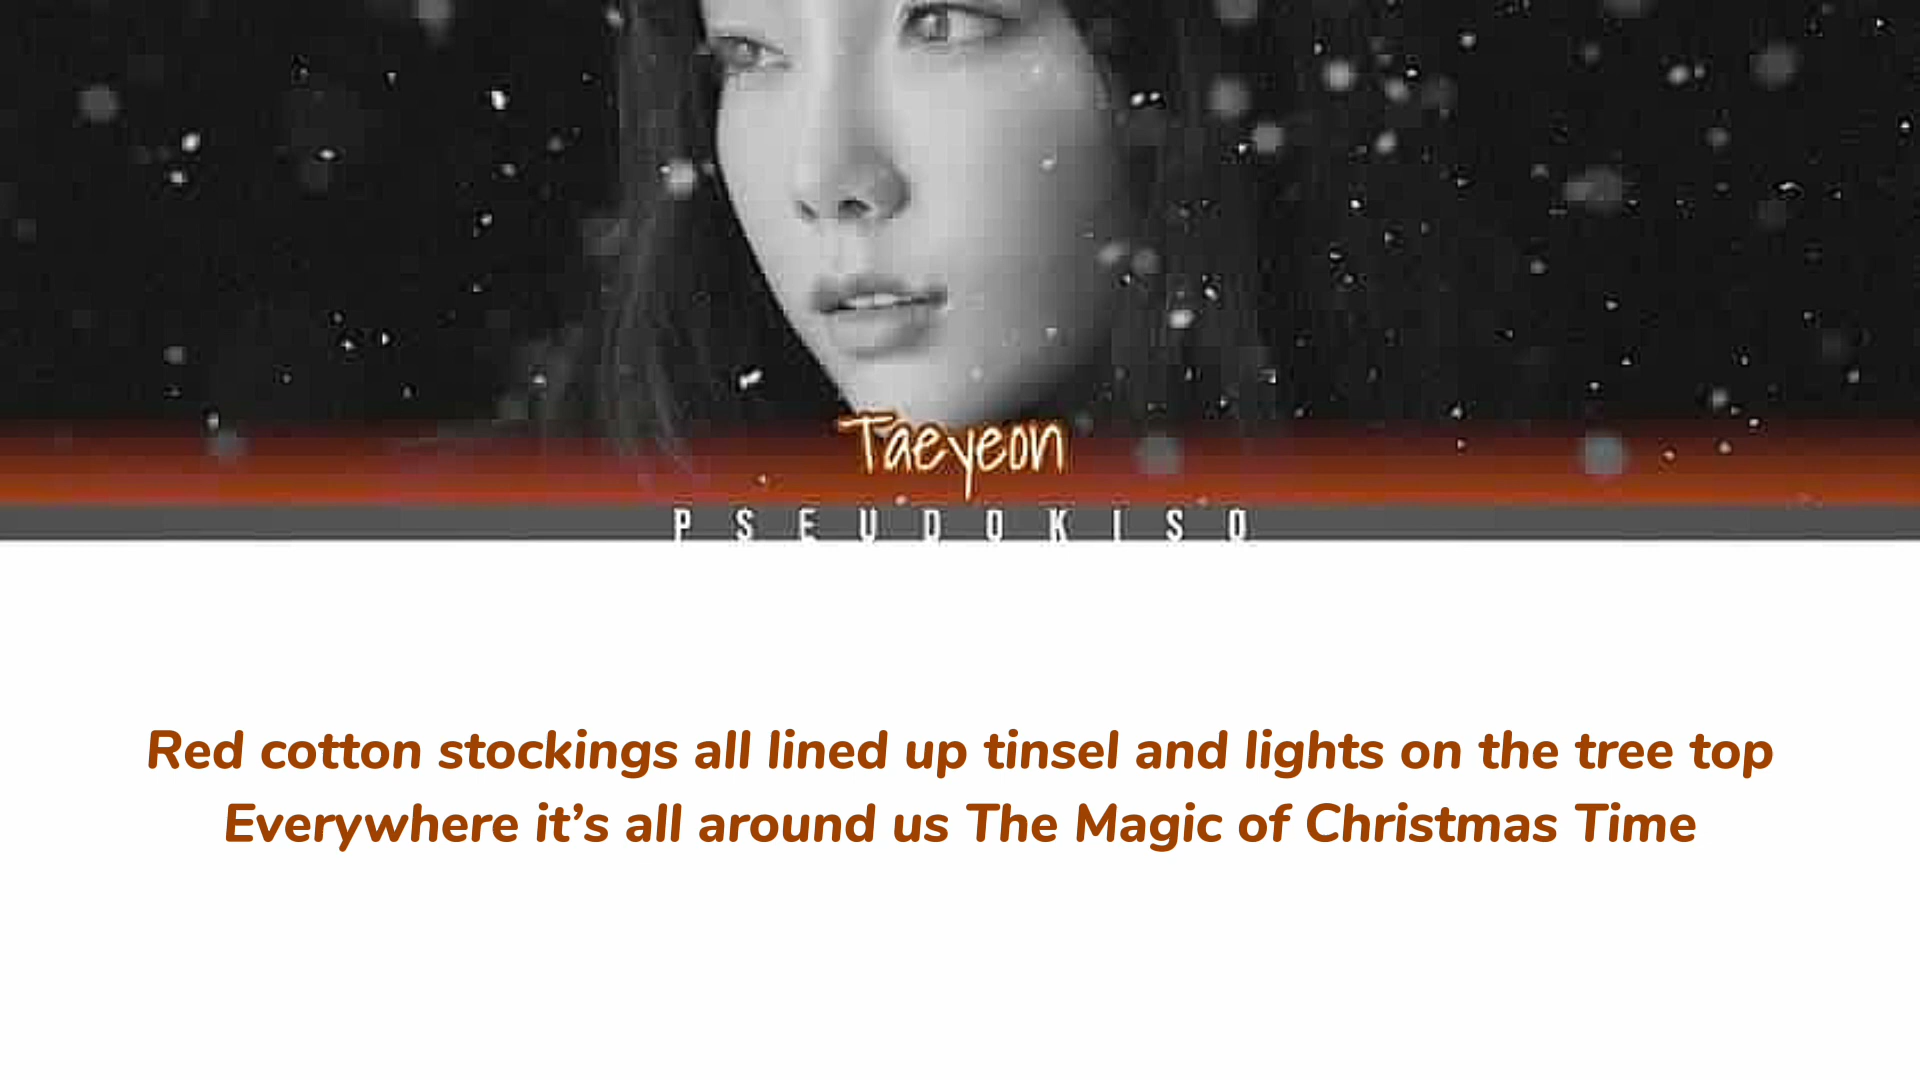 Taeyeon
PSEUDOKISO
Red cotton stockings all lined up tinsel and lights on the tree top
Everywhere it’s all around us The Magic of Christmas Time